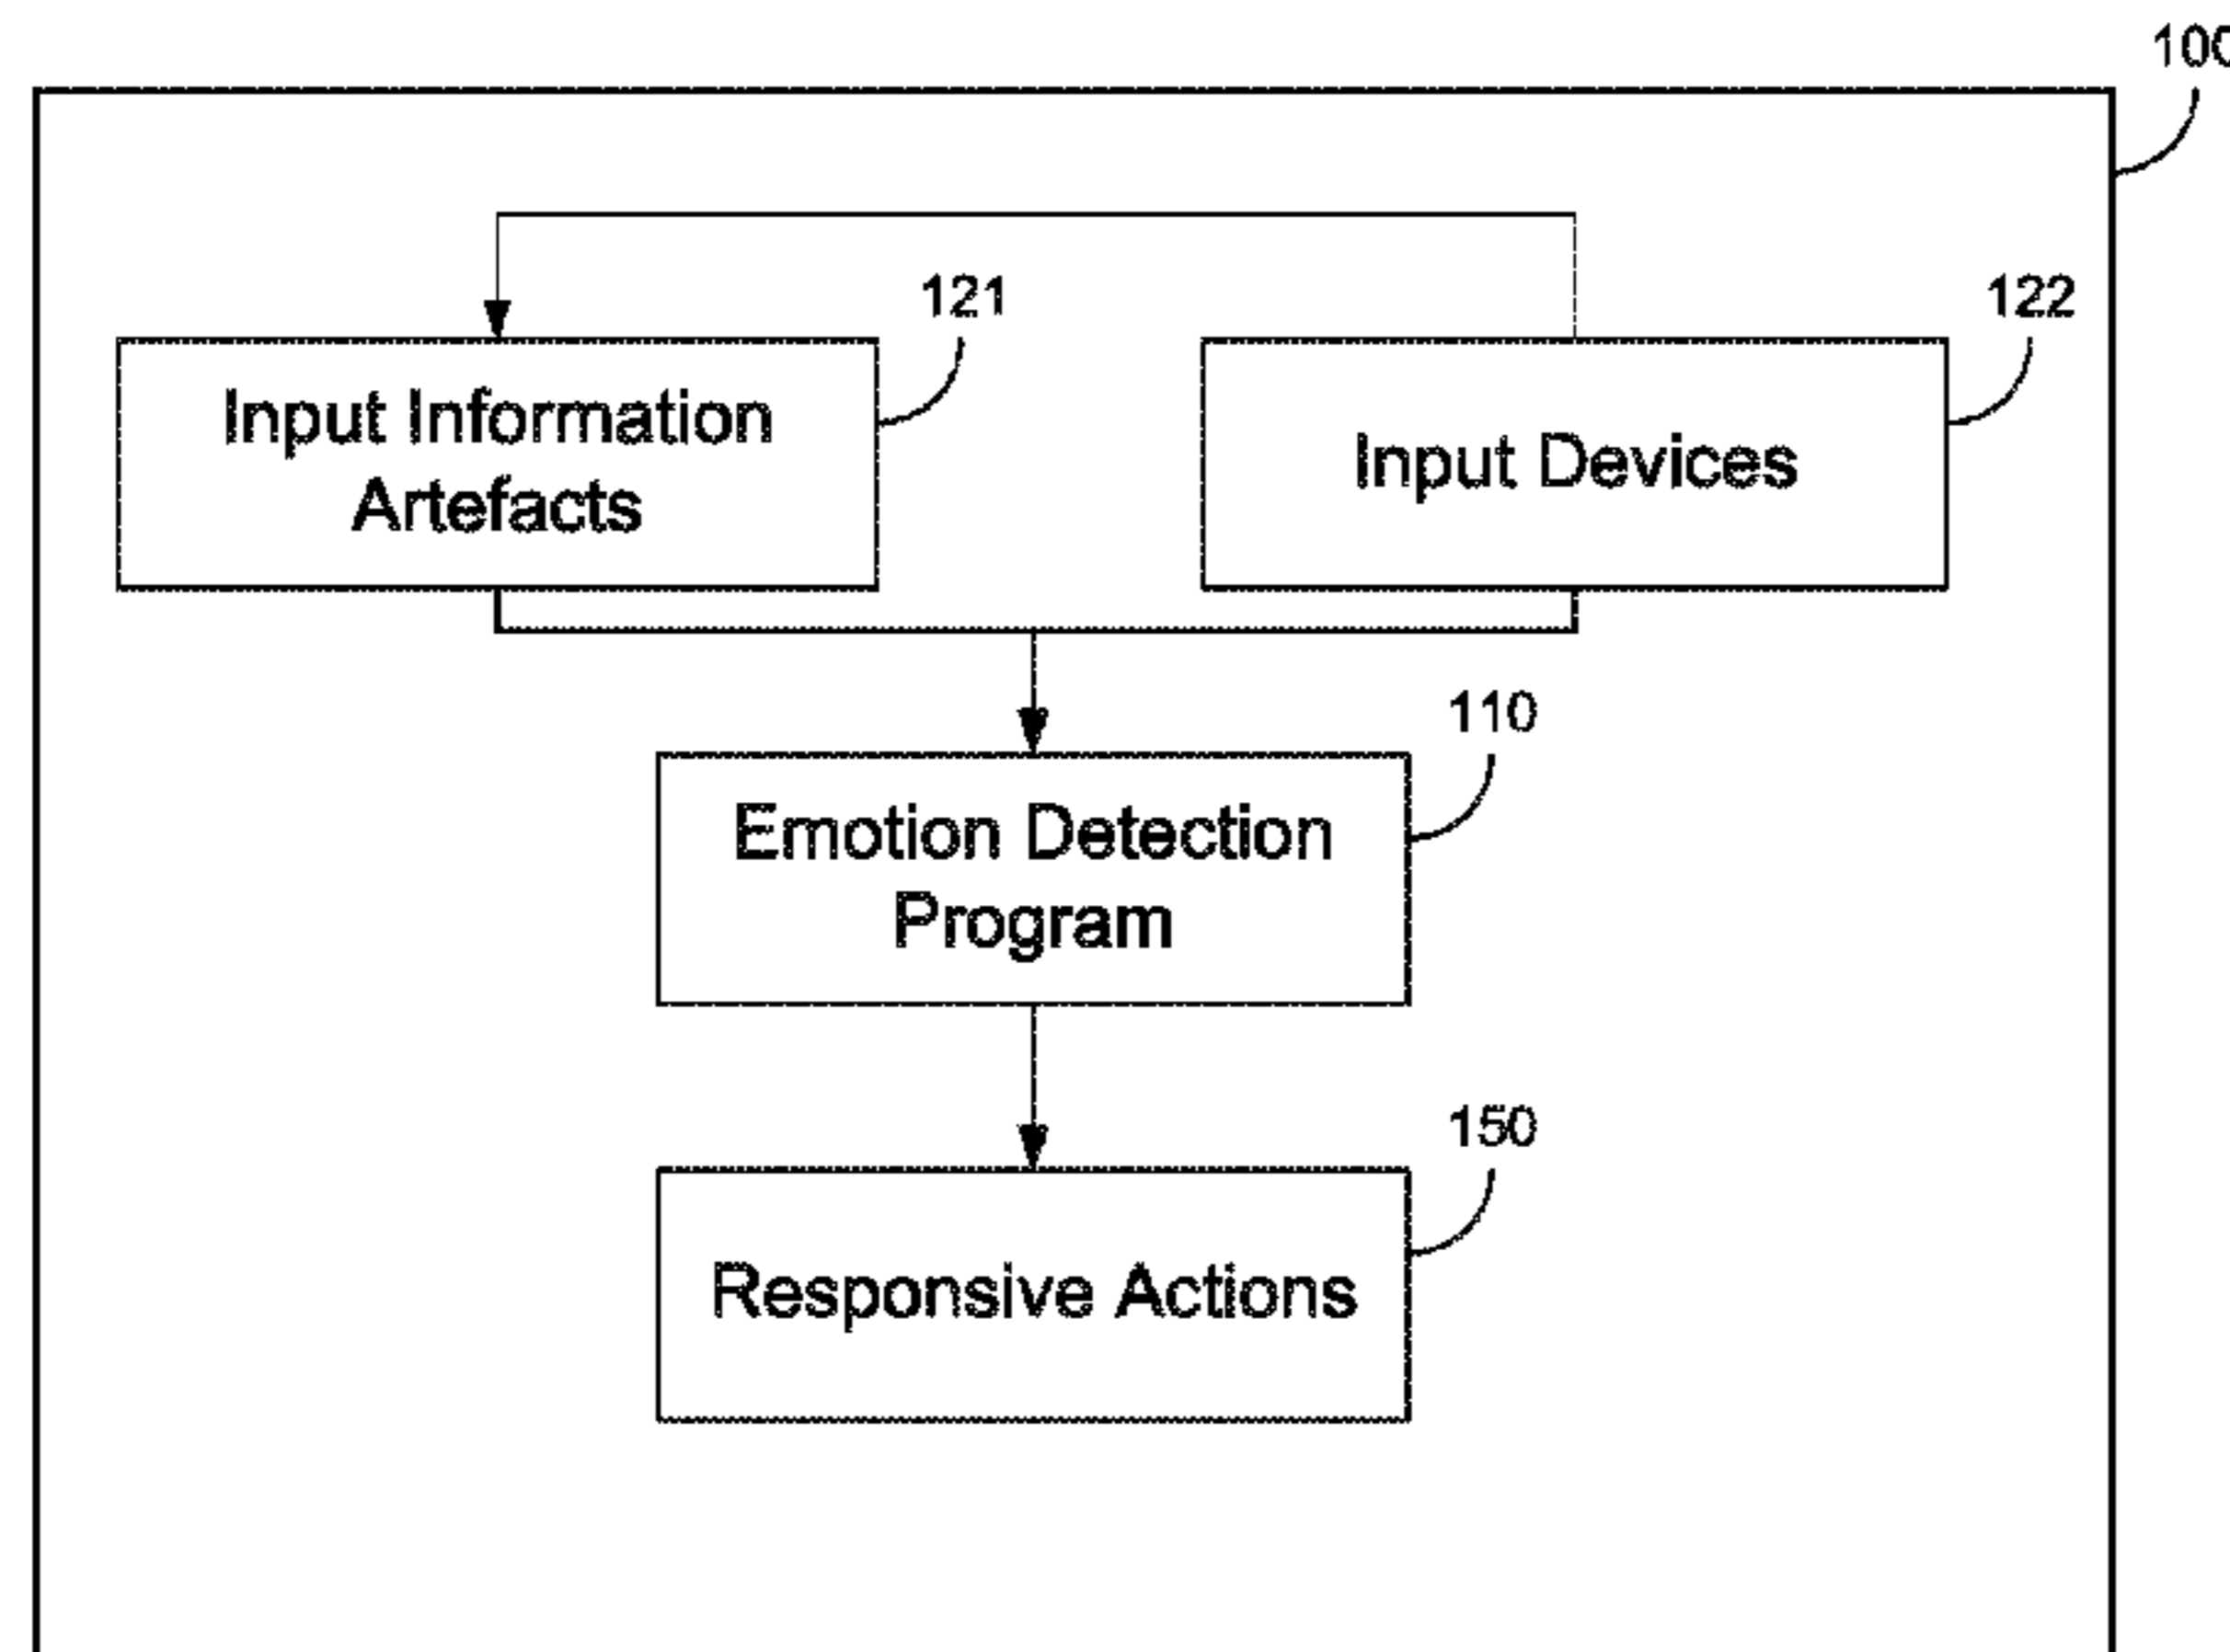 100
121
122
Input Information
Artefacts
Input Devices
110
Emotion Detection
Program
150
Responsive Actions